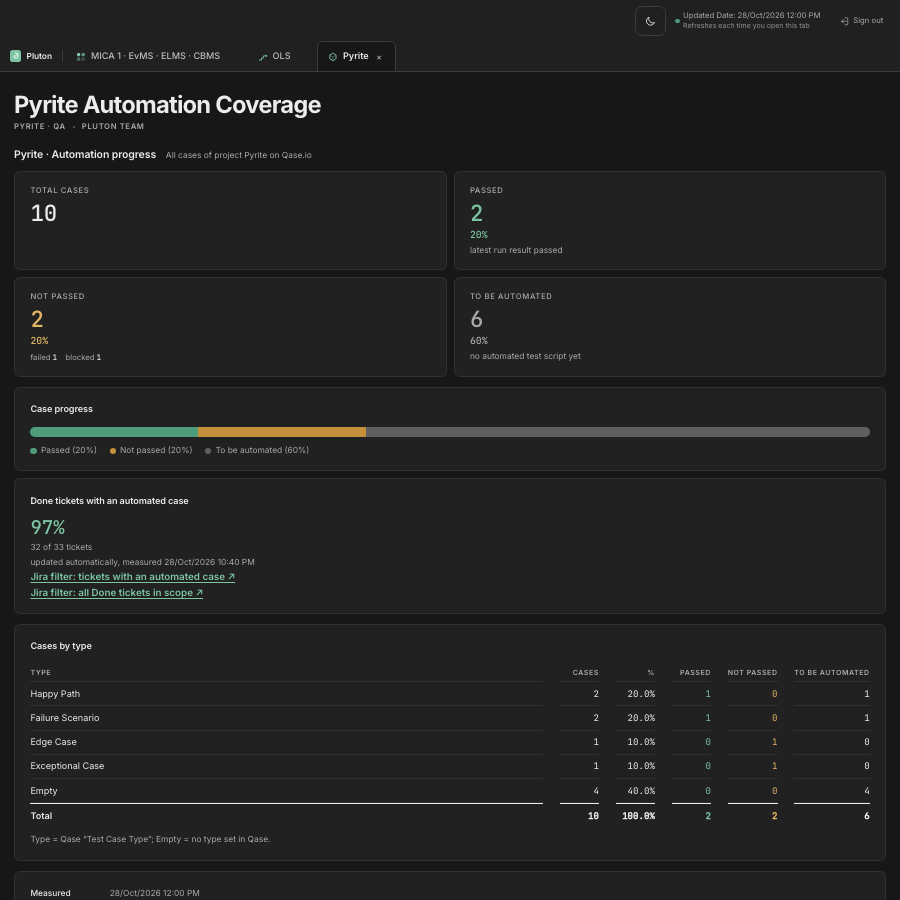 Updated Date: 28/Oct/2026 12:00 PM
Refreshes each time you open this tab
Sign out
Pluton
MICA 1 · EvMS · ELMS · CBMS
OLS
Pyrite ×
Pyrite Automation Coverage
PYRITE · QA · PLUTON TEAM
Pyrite · Automation progress All cases of project Pyrite on Qase.io
TOTAL CASES
10
PASSED
2
20%
latest run result passed
NOT PASSED
2
20%
failed 1 blocked 1
TO BE AUTOMATED
6
60%
no automated test script yet
Case progress
Passed (20%) Not passed (20%) To be automated (60%)
Done tickets with an automated case
97%
32 of 33 tickets
updated automatically, measured 28/Oct/2026 10:40 PM
Jira filter: tickets with an automated case ↗
Jira filter: all Done tickets in scope ↗
Cases by type
TYPE CASES % PASSED NOT PASSED TO BE AUTOMATED
Happy Path 2 20.0% 1 0 1
Failure Scenario 2 20.0% 1 0 1
Edge Case 1 10.0% 0 1 0
Exceptional Case 1 10.0% 0 1 0
Empty 4 40.0% 0 0 4
Total 10 100.0% 2 2 6
Type = Qase "Test Case Type"; Empty = no type set in Qase.
Measured 28/Oct/2026 12:00 PM